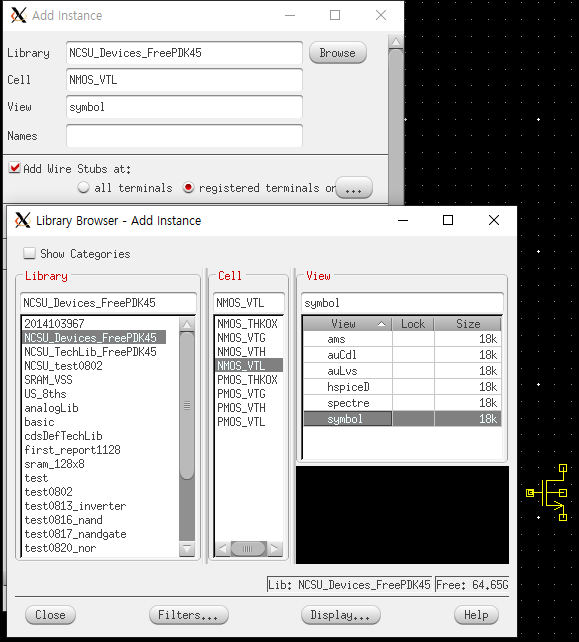 Add Instance
Library NCSU_Devices_FreePDK45 Browse
Cell NMOS_VTL
View symbol
Names
Add Wire Stubs at:
all terminals registered terminals on ...
Library Browser - Add Instance
Show Categories
Library
NCSU_Devices_FreePDK45
2014103967
NCSU_Devices_FreePDK45
NCSU_TechLib_FreePDK45
NCSU_test0802
SRAM_VSS
US_8ths
analogLib
basic
cdsDefTechLib
first_report1128
sram_128x8
test
test0802
test0813_inverter
test0816_nand
test0817_nandgate
test0820_nor
Cell
NMOS_VTL
NMOS_THKOX
NMOS_VTG
NMOS_VTH
NMOS_VTL
PMOS_THKOX
PMOS_VTG
PMOS_VTH
PMOS_VTL
View
symbol
View Lock Size
ams 18k
auCdl 18k
auLvs 18k
hspiceD 18k
spectre 18k
symbol 18k
Lib: NCSU_Devices_FreePDK45 Free: 64.65G
Close Filters... Display... Help